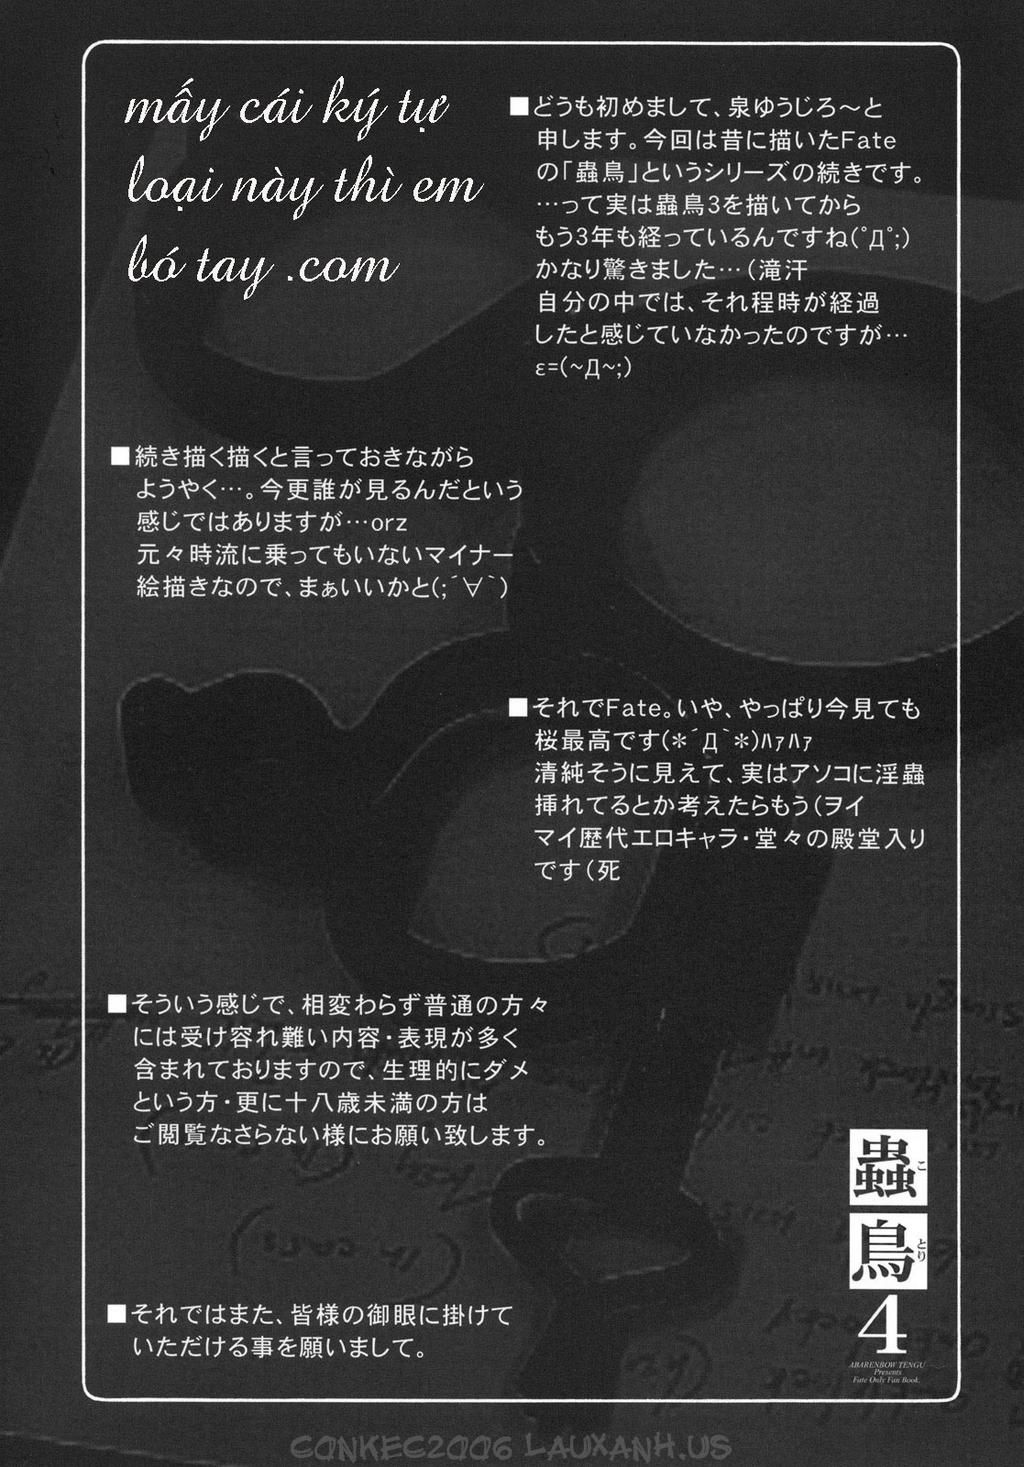 mấy cái ký tự
loại này thì em
bó tay .com
■どうも初めまして、泉ゆうじろ～と
申します。今回は昔に描いたFate
の「蟲鳥」というシリーズの続きです。
…って実は蟲鳥3を描いてから
もう3年も経っているんですね(ﾟДﾟ;)
かなり驚きました…（滝汗
自分の中では、それ程時が経過
したと感じていなかったのですが…
ε=(~Д~;)
■続き描く描くと言っておきながら
ようやく…。今更誰が見るんだという
感じではありますが…orz
元々時流に乗ってもいないマイナー
絵描きなので、まぁいいかと(;´∀`)
■それでFate。いや、やっぱり今見ても
桜最高です(＊´Д`＊)ﾊｧﾊｧ
清純そうに見えて、実はアソコに淫蟲
挿れてるとか考えたらもう（ヲイ
マイ歴代エロキャラ・堂々の殿堂入り
です（死
■そういう感じで、相変わらず普通の方々
には受け容れ難い内容・表現が多く
含まれておりますので、生理的にダメ
という方・更に十八歳未満の方は
ご閲覧なさらない様にお願い致します。
■それではまた、皆様の御眼に掛けて
いただける事を願いまして。
蟲
こ
鳥
とり
4
ABARENBOW TENGU
Presents
Fate Only Fan Book.
CONKEC2006 LAUXANH.US